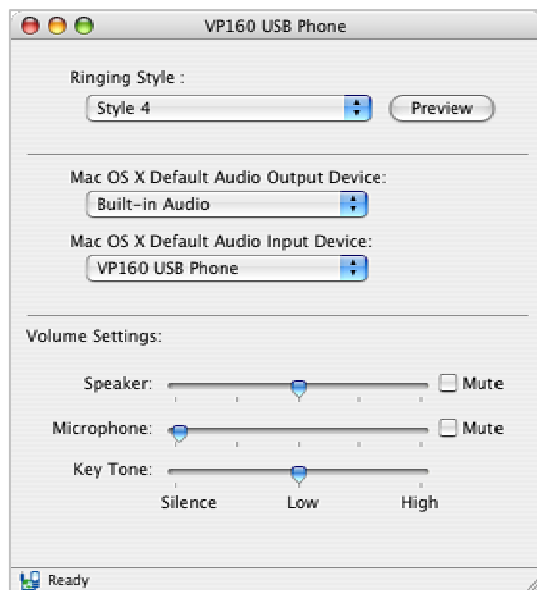 VP160 USB Phone
Ringing Style :
Style 4 Preview
Mac OS X Default Audio Output Device:
Built-in Audio
Mac OS X Default Audio Input Device:
VP160 USB Phone
Volume Settings:
Speaker: Mute
Microphone: Mute
Key Tone:
Silence Low High
Ready